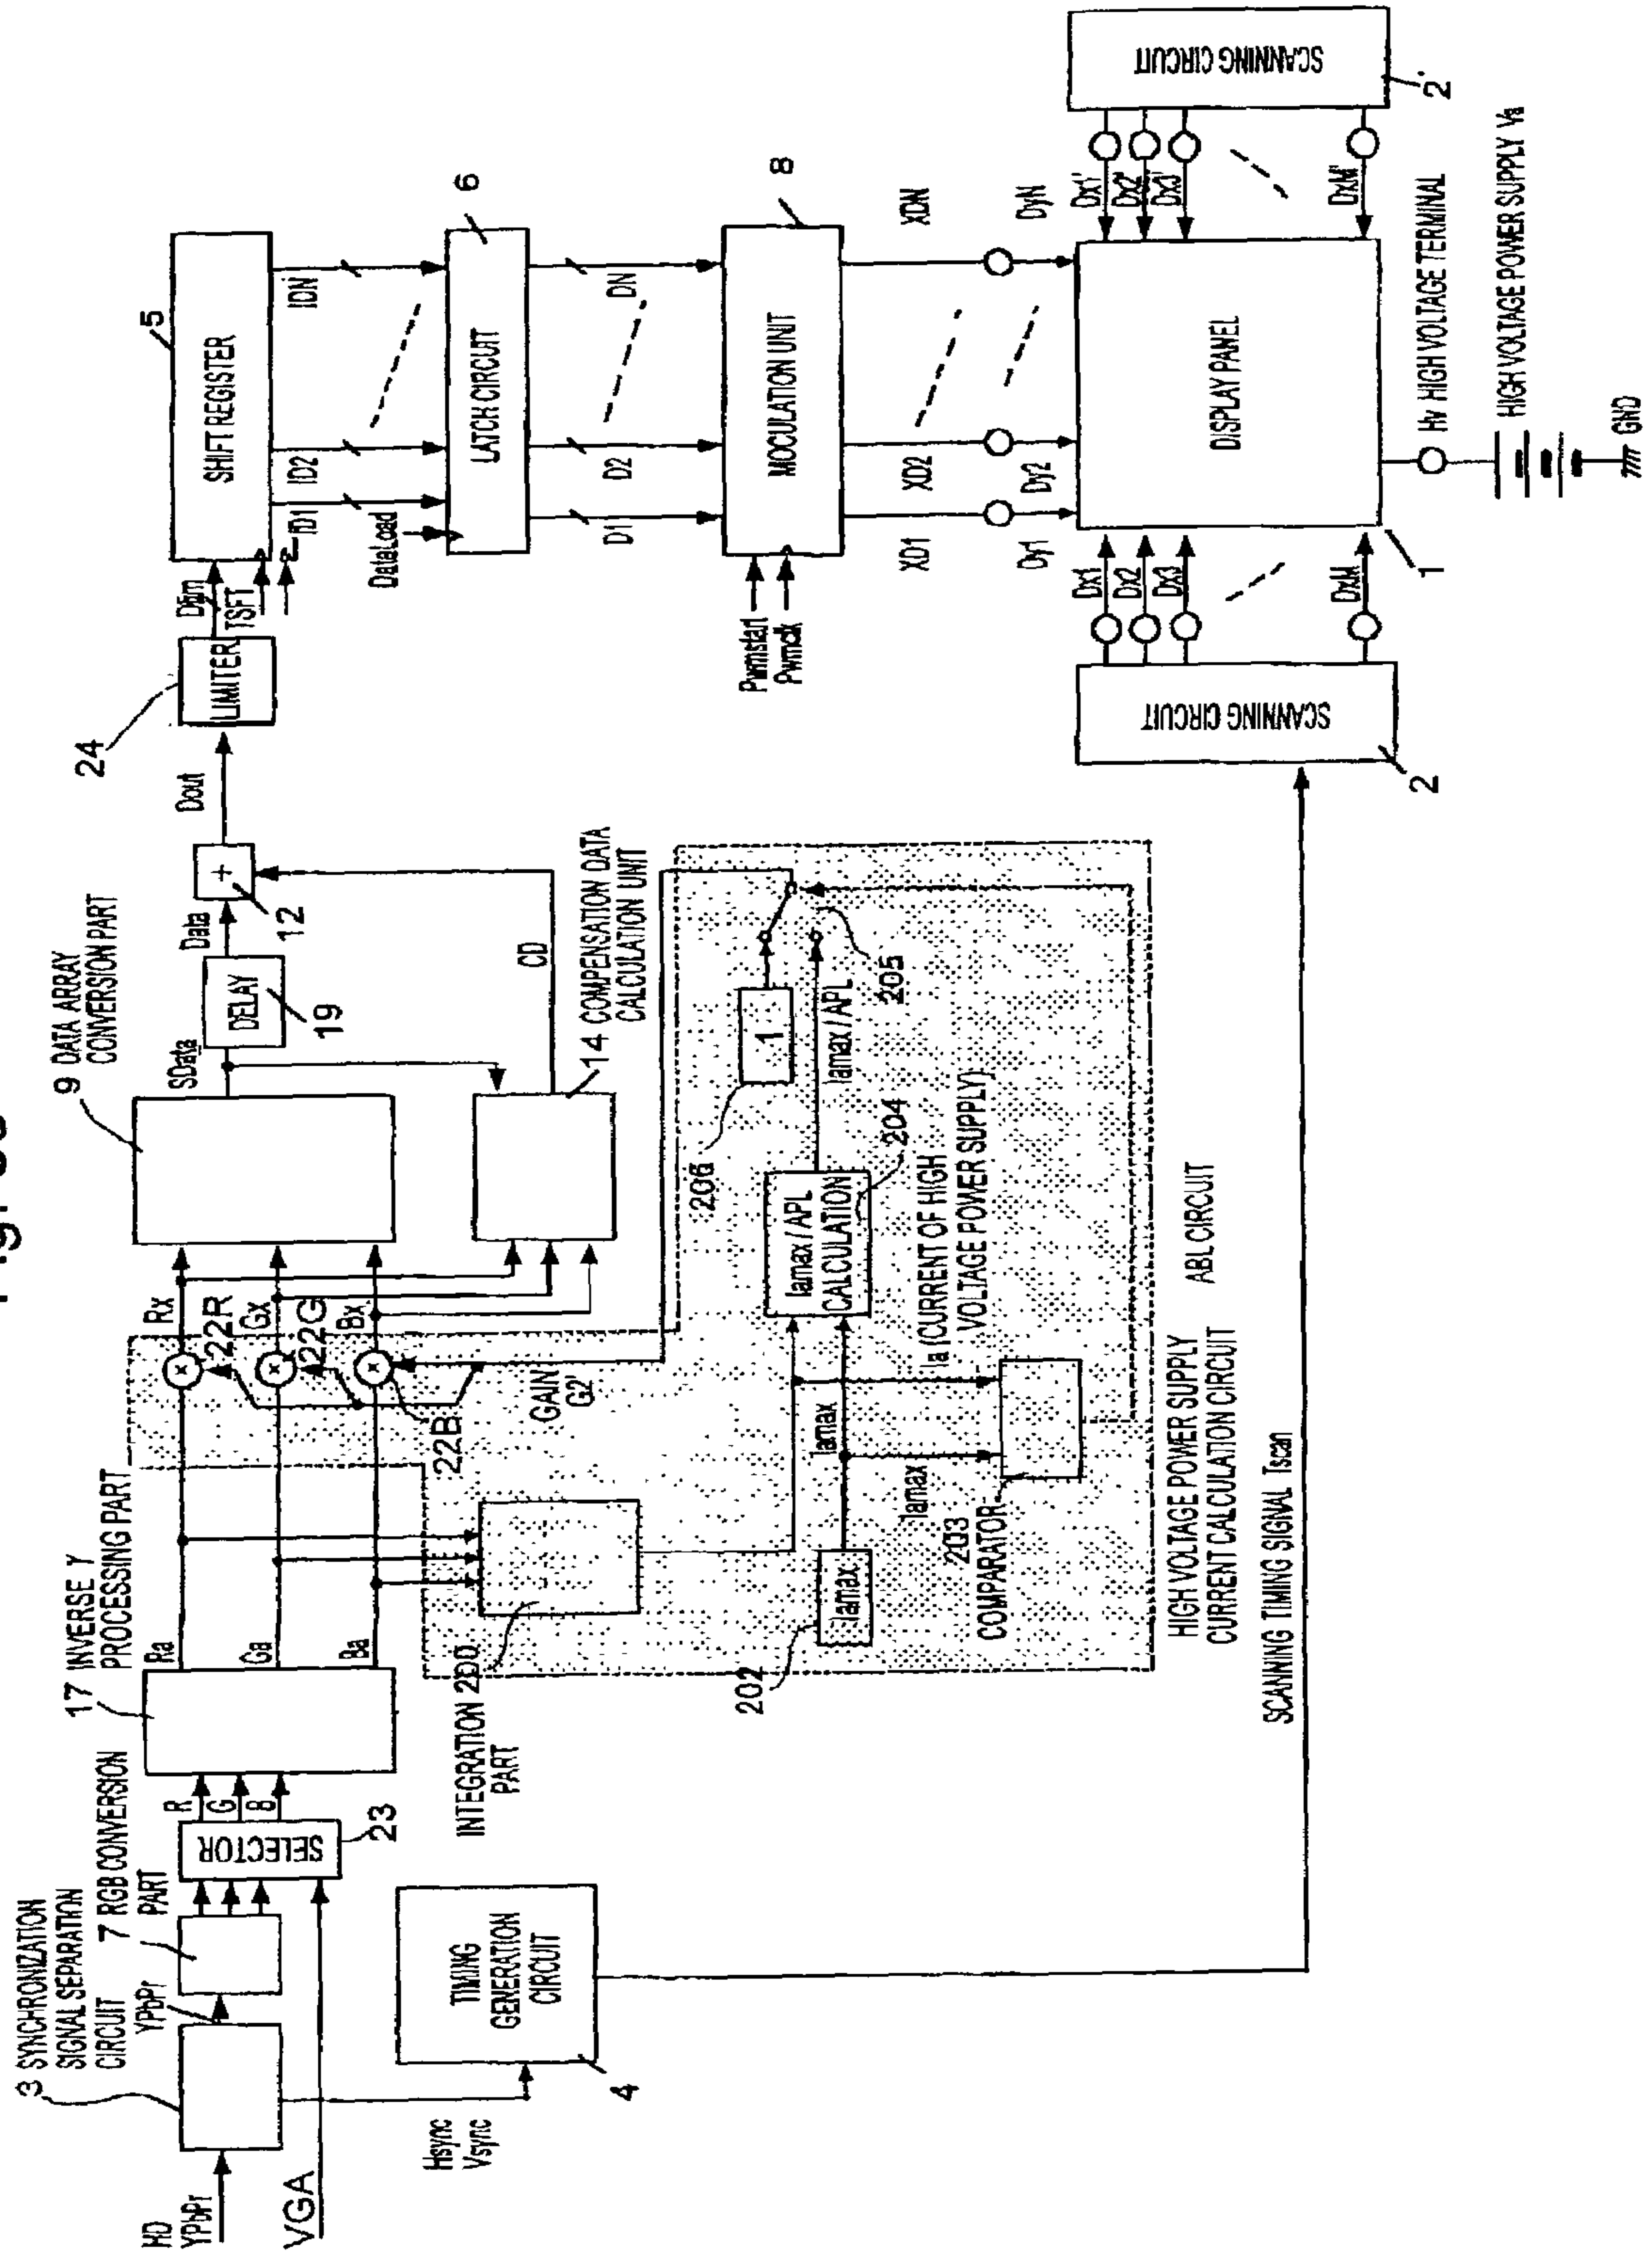 3 SYNCHRONIZATION
SIGNAL SEPARATION
CIRCUIT
YPbPr
7 RGB CONVERSION
PART
HD
YPbPr
VGA
SELECTOR
23
R
G
B
Hsync
Vsync
TIMING
GENERATION
CIRCUIT
4
17 INVERSE γ
PROCESSING PART
Ra
Ga
Ba
22R
22G
22B
Rx
Gx
Bx
GAIN
G2'
INTEGRATION 200
PART
202
Iamax
Iamax
Iamax
203
COMPARATOR
Iamax / APL
CALCULATION
204
Ia (CURRENT OF HIGH
VOLTAGE POWER SUPPLY)
Iamax / APL
205
206
1
HIGH VOLTAGE POWER SUPPLY
CURRENT CALCULATION CIRCUIT
ABL CIRCUIT
SCANNING TIMING SIGNAL Tscan
9 DATA ARRAY
CONVERSION PART
SData
DELAY
19
Data
+
12
CD
14 COMPENSATION DATA
CALCULATION UNIT
Dout
24
LIMITER
Dlim
TSFT
5
SHIFT REGISTER
ID1
ID2
IDN
DataLoad
6
LATCH CIRCUIT
D1
D2
DN
Pwmstart
Pwmclk
8
MOCULATION UNIT
XD1
XD2
XDN
Dy1
Dy2
DyN
DISPLAY PANEL
1
Dx1
Dx2
Dx3
DxM
SCANNING CIRCUIT
2
Dx1'
Dx2'
Dx3'
DxM'
SCANNING CIRCUIT
2'
Hv HIGH VOLTAGE TERMINAL
HIGH VOLTAGE POWER SUPPLY Va
GND